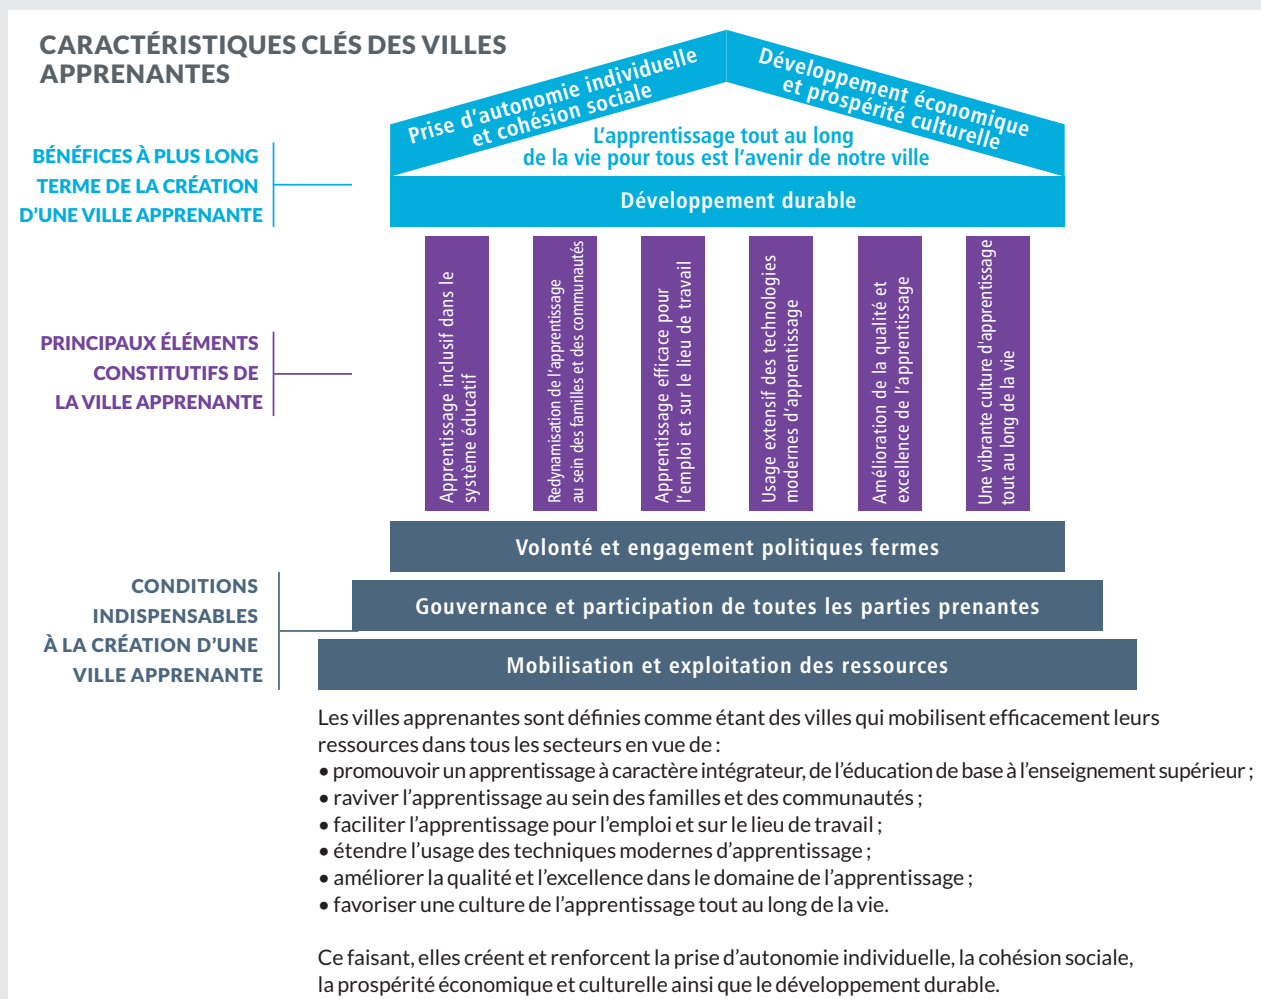 CARACTÉRISTIQUES CLÉS DES VILLES
APPRENANTES
Prise d’autonomie individuelle
et cohésion sociale
Développement économique
et prospérité culturelle
L’apprentissage tout au long
de la vie pour tous est l’avenir de notre ville
BÉNÉFICES À PLUS LONG
TERME DE LA CRÉATION
D’UNE VILLE APPRENANTE
Développement durable
PRINCIPAUX ÉLÉMENTS
CONSTITUTIFS DE
LA VILLE APPRENANTE
Apprentissage inclusif dans le
système éducatif
Redynamisation de l’apprentissage
au sein des familles et des communautés
Apprentissage efficace pour
l’emploi et sur le lieu de travail
Usage extensif des technologies
modernes d’apprentissage
Amélioration de la qualité et
excellence de l’apprentissage
Une vibrante culture d'apprentissage
tout au long de la vie
CONDITIONS
INDISPENSABLES
À LA CRÉATION D’UNE
VILLE APPRENANTE
Volonté et engagement politiques fermes
Gouvernance et participation de toutes les parties prenantes
Mobilisation et exploitation des ressources
Les villes apprenantes sont définies comme étant des villes qui mobilisent efficacement leurs
ressources dans tous les secteurs en vue de :
• promouvoir un apprentissage à caractère intégrateur, de l’éducation de base à l’enseignement supérieur ;
• raviver l’apprentissage au sein des familles et des communautés ;
• faciliter l’apprentissage pour l’emploi et sur le lieu de travail ;
• étendre l’usage des techniques modernes d’apprentissage ;
• améliorer la qualité et l’excellence dans le domaine de l’apprentissage ;
• favoriser une culture de l’apprentissage tout au long de la vie.
Ce faisant, elles créent et renforcent la prise d’autonomie individuelle, la cohésion sociale,
la prospérité économique et culturelle ainsi que le développement durable.